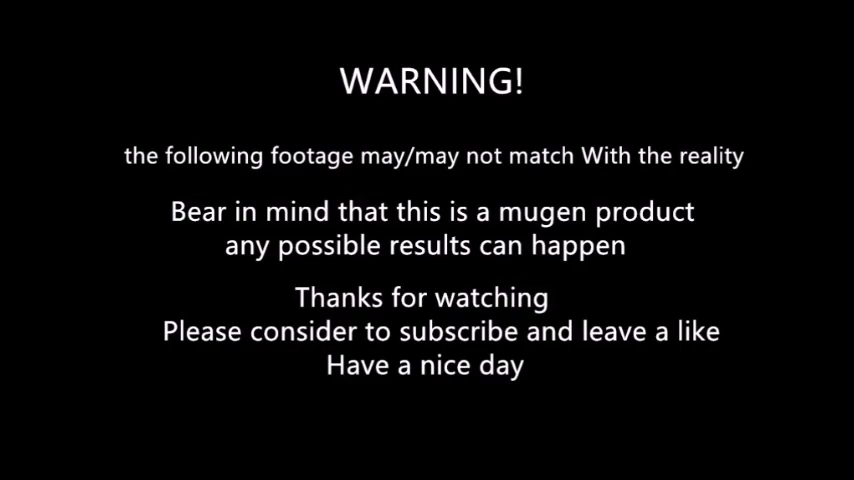 WARNING!
the following footage may/may not match With the reality
Bear in mind that this is a mugen product
any possible results can happen
Thanks for watching
Please consider to subscribe and leave a like
Have a nice day